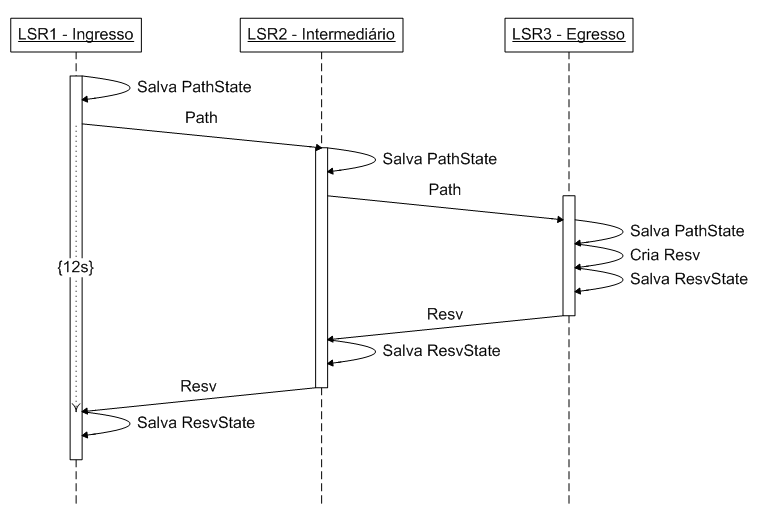 LSR1 - Ingresso
LSR2 - Intermediário
LSR3 - Egresso
Salva PathState
Path
Salva PathState
Path
Salva PathState
Cria Resv
{12s}
Salva ResvState
Resv
Salva ResvState
Resv
Salva ResvState